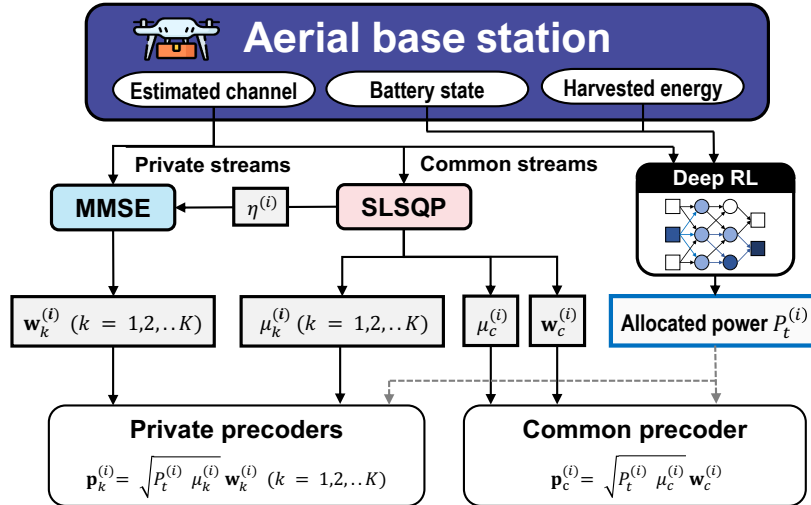 Aerial base station
Estimated channel
Battery state
Harvested energy
Private streams
Common streams
Deep RL
MMSE
η^(i)
SLSQP
𝐰_k^(i) (k = 1,2,..K)
μ_k^(i) (k = 1,2,..K)
μ_c^(i)
𝐰_c^(i)
Allocated power P_t^(i)
Private precoders
𝐩_k^(i) = √(P_t^(i) μ_k^(i)) 𝐰_k^(i) (k = 1,2,..K)
Common precoder
𝐩_c^(i) = √(P_t^(i) μ_c^(i)) 𝐰_c^(i)